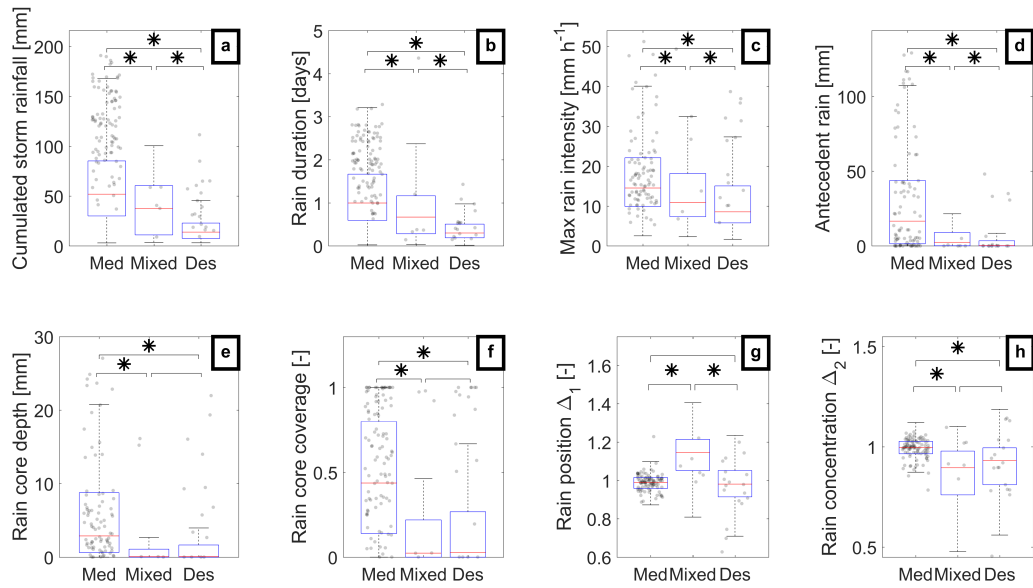 Cumulated storm rainfall [mm]
200
150
100
50
0
*
*
*
a
Med Mixed Des
Rain duration [days]
5
4
3
2
1
0
*
*
*
b
Med Mixed Des
Max rain intensity [mm h⁻¹]
50
40
30
20
10
0
*
*
*
c
Med Mixed Des
Antecedent rain [mm]
100
50
0
*
*
*
d
Med Mixed Des
Rain core depth [mm]
30
20
10
0
*
*
e
Med Mixed Des
Rain core coverage [-]
1
0.5
0
*
*
f
Med Mixed Des
Rain position Δ₁ [-]
1.6
1.4
1.2
1
0.8
0.6
*
*
g
Med Mixed Des
Rain concentration Δ₂ [-]
1.5
1
0.5
*
*
h
Med Mixed Des